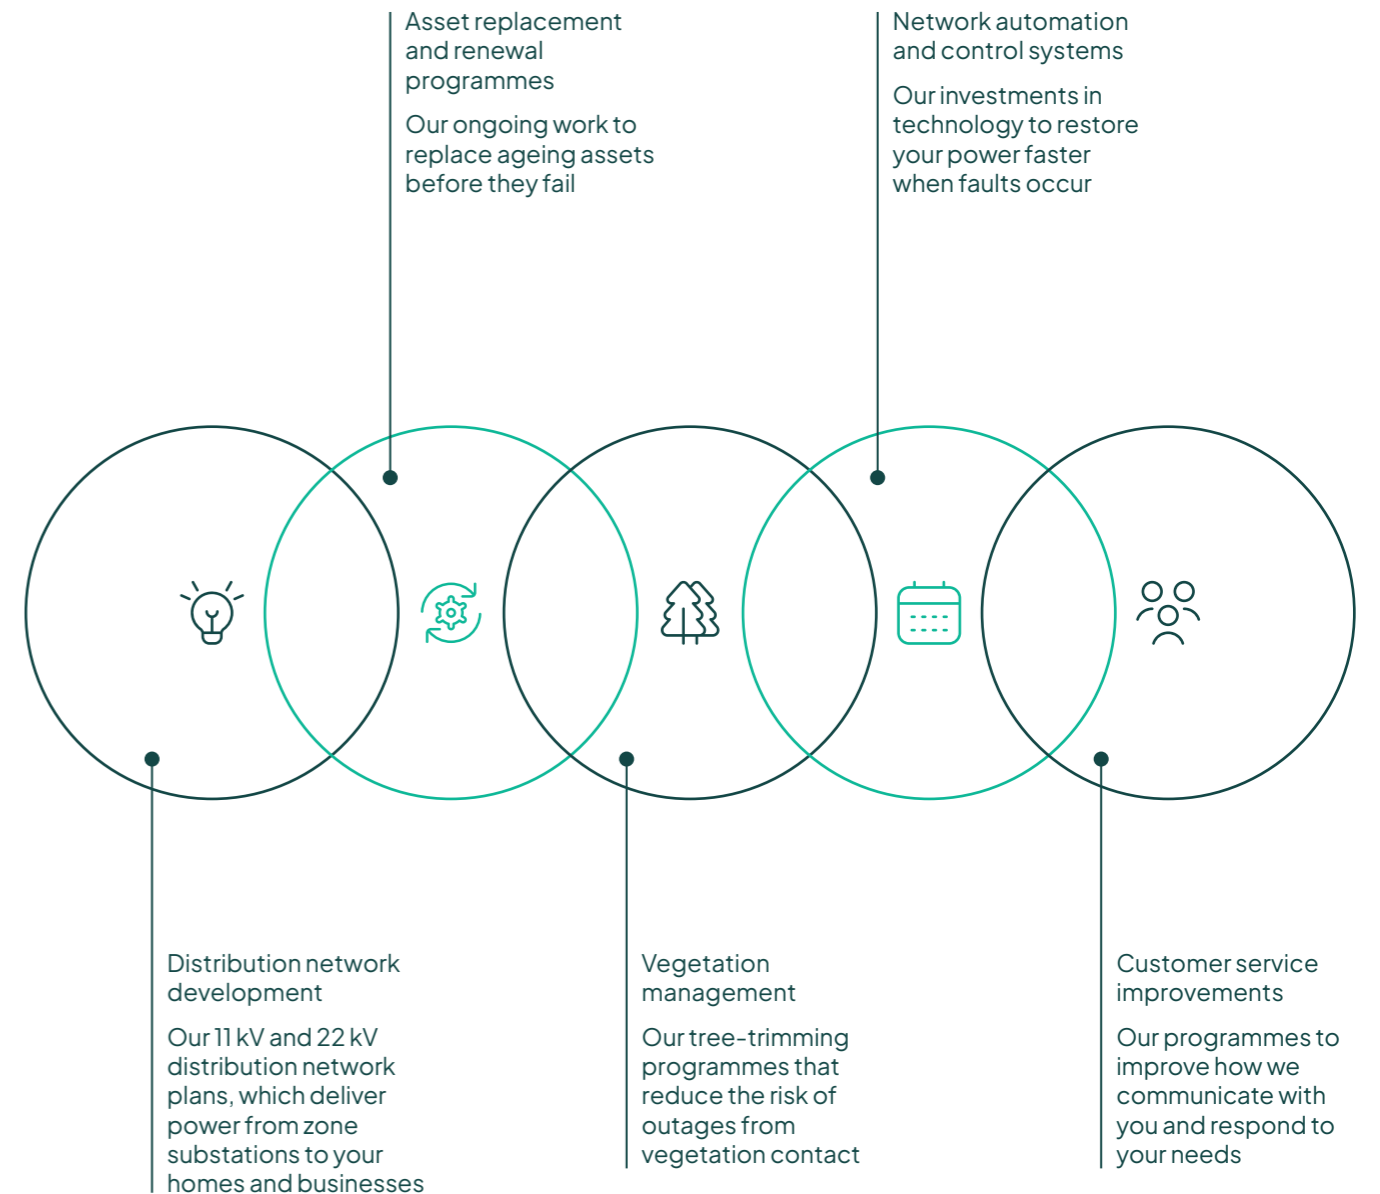 Asset replacement
and renewal
programmes
Our ongoing work to
replace ageing assets
before they fail
Network automation
and control systems
Our investments in
technology to restore
your power faster
when faults occur
Distribution network
development
Our 11 kV and 22 kV
distribution network
plans, which deliver
power from zone
substations to your
homes and businesses
Vegetation
management
Our tree-trimming
programmes that
reduce the risk of
outages from
vegetation contact
Customer service
improvements
Our programmes to
improve how we
communicate with
you and respond to
your needs